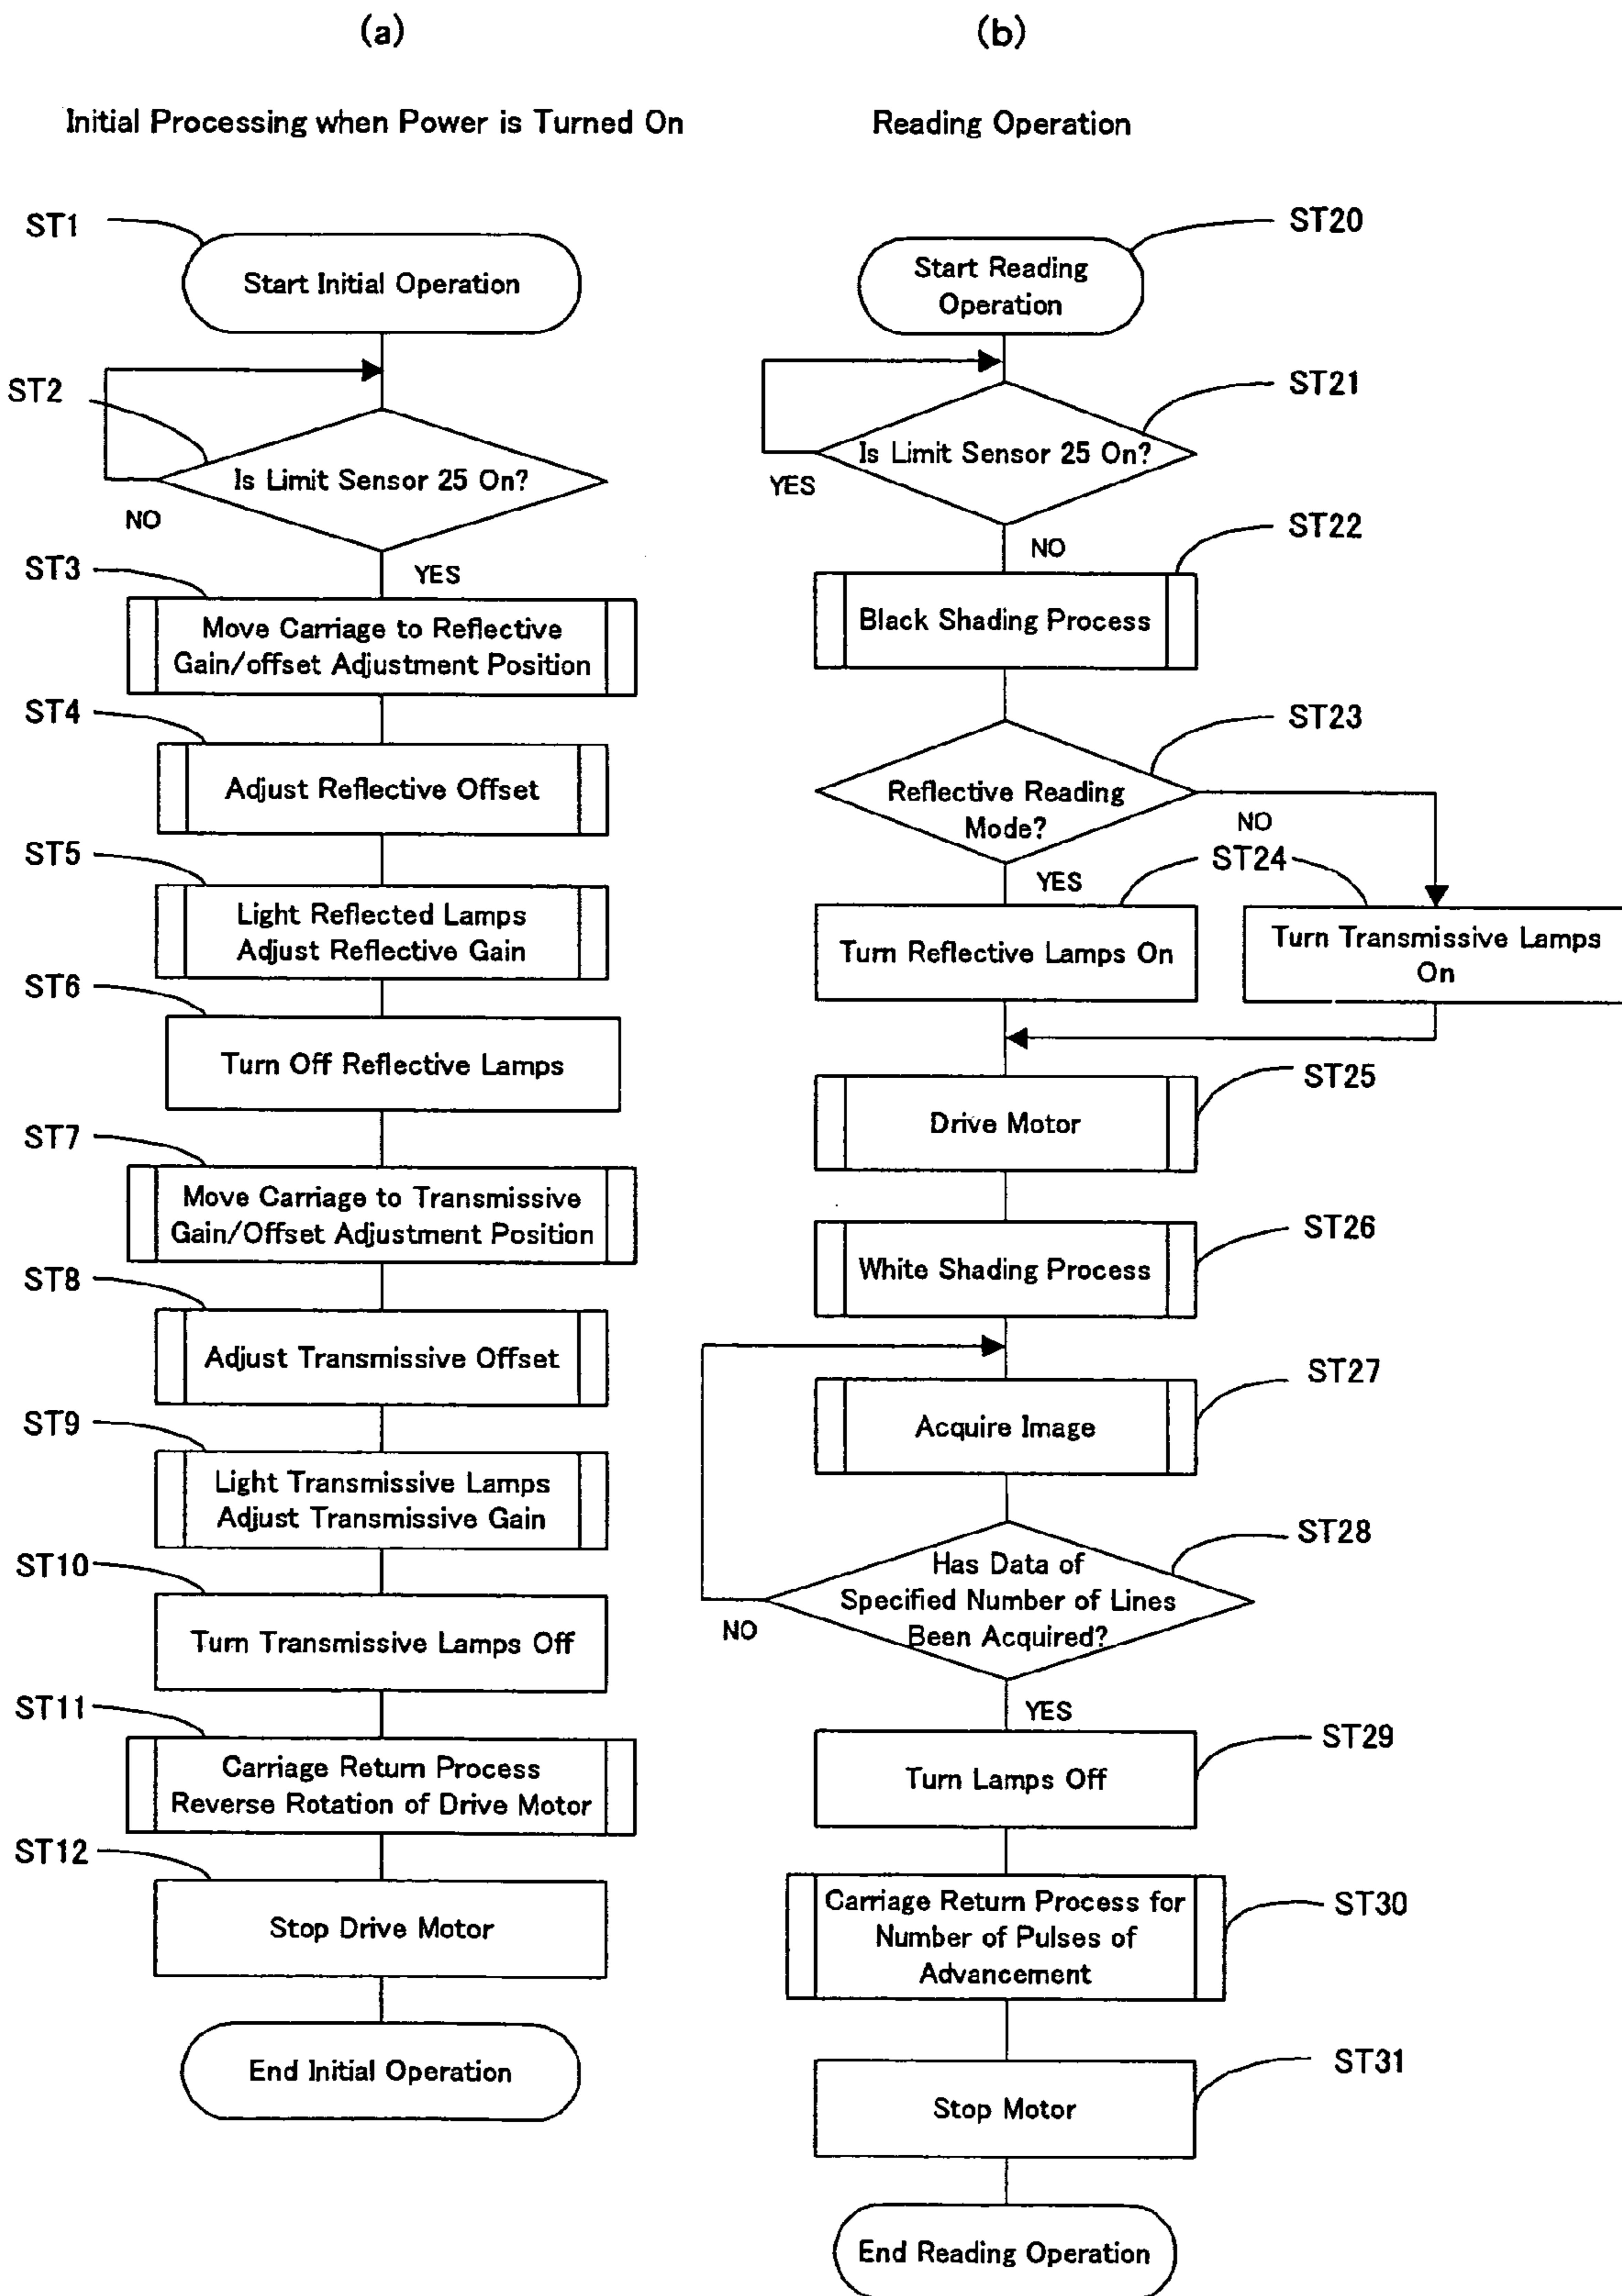 (a)
Initial Processing when Power is Turned On
ST1
Start Initial Operation
ST2
Is Limit Sensor 25 On?
NO
YES
ST3
Move Carriage to Reflective
Gain/offset Adjustment Position
ST4
Adjust Reflective Offset
ST5
Light Reflected Lamps
Adjust Reflective Gain
ST6
Turn Off Reflective Lamps
ST7
Move Carriage to Transmissive
Gain/Offset Adjustment Position
ST8
Adjust Transmissive Offset
ST9
Light Transmissive Lamps
Adjust Transmissive Gain
ST10
Turn Transmissive Lamps Off
ST11
Carriage Return Process
Reverse Rotation of Drive Motor
ST12
Stop Drive Motor
End Initial Operation
(b)
Reading Operation
ST20
Start Reading
Operation
ST21
Is Limit Sensor 25 On?
YES
NO
ST22
Black Shading Process
ST23
Reflective Reading
Mode?
NO
YES
ST24
Turn Reflective Lamps On
Turn Transmissive Lamps
On
ST25
Drive Motor
ST26
White Shading Process
ST27
Acquire Image
ST28
Has Data of
Specified Number of Lines
Been Acquired?
NO
YES
ST29
Turn Lamps Off
ST30
Carriage Return Process for
Number of Pulses of
Advancement
ST31
Stop Motor
End Reading Operation